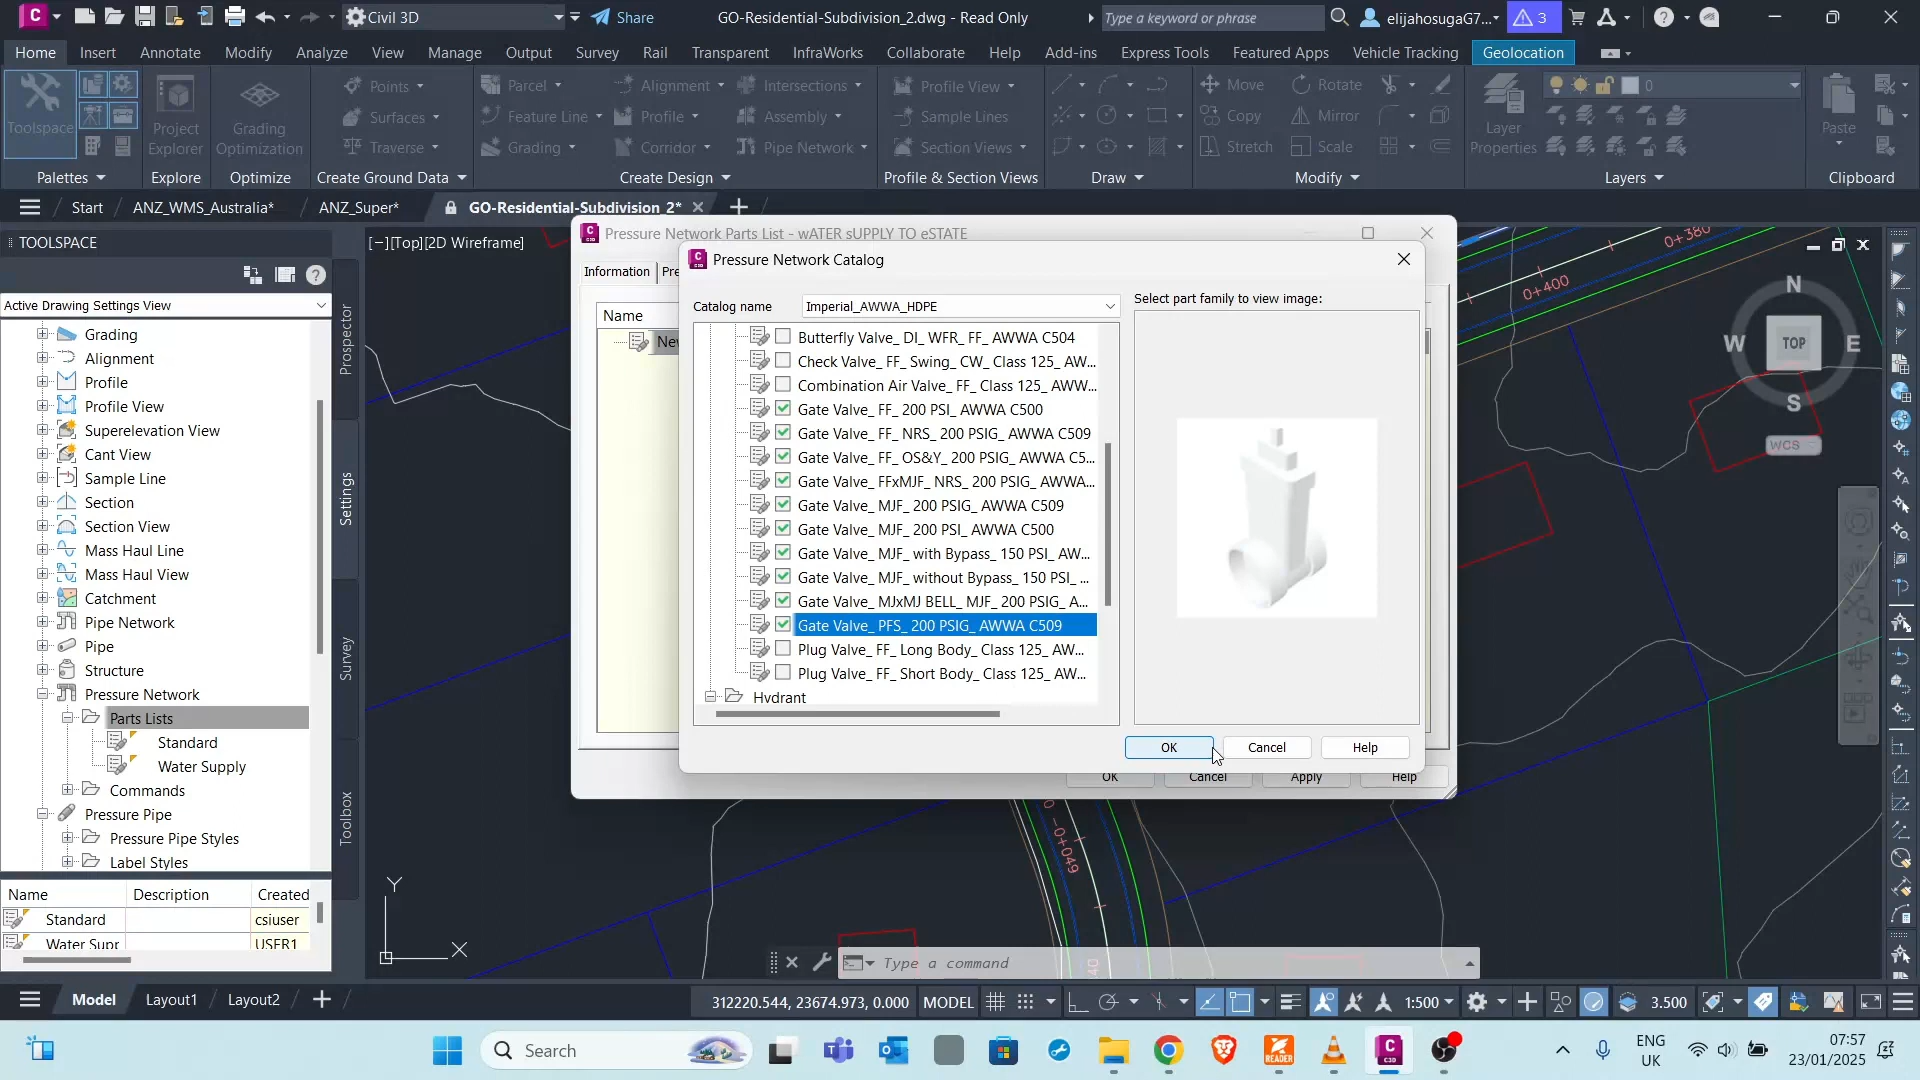 Civil 3D
Share
GO-Residential-Subdivision_2.dwg - Read Only
Type a keyword or phrase
elijahosugaG7...
3
Home
Insert
Annotate
Modify
Analyze
View
Manage
Output
Survey
Rail
Transparent
InfraWorks
Collaborate
Help
Add-ins
Express Tools
Featured Apps
Vehicle Tracking
Geolocation
Toolspace
Project
Explorer
Grading
Optimization
Points
Surfaces
Traverse
Parcel
Feature Line
Grading
Alignment
Profile
Corridor
Intersections
Assembly
Pipe Network
Profile View
Sample Lines
Section Views
Move
Rotate
Copy
Mirror
Stretch
Scale
Layer
Properties
0
Paste
Palettes
Explore
Optimize
Create Ground Data
Create Design
Profile & Section Views
Draw
Modify
Layers
Clipboard
Start
ANZ_WMS_Australia*
ANZ_Super*
GO-Residential-Subdivision_2*
TOOLSPACE
Active Drawing Settings View
Grading
Alignment
Profile
Profile View
Superelevation View
Cant View
Sample Line
Section
Section View
Mass Haul Line
Mass Haul View
Catchment
Pipe Network
Pipe
Structure
Pressure Network
Parts Lists
Standard
Water Supply
Commands
Pressure Pipe
Pressure Pipe Styles
Label Styles
Prospector
Settings
Survey
Toolbox
Name
Description
Created
Standard
csiuser
Water Supp
USER1
[−][Top][2D Wireframe]
Pressure Network Parts List - wATER sUPPLY TO eSTATE
Information
Pre
Name
Nev
Pressure Network Catalog
Catalog name
Imperial_AWWA_HDPE
Select part family to view image:
Butterfly Valve_ DI_ WFR_ FF_ AWWA C504
Check Valve_ FF_ Swing_ CW_ Class 125_ AW...
Combination Air Valve_ FF_ Class 125_ AWW...
Gate Valve_ FF_ 200 PSI_ AWWA C500
Gate Valve_ FF_ NRS_ 200 PSIG_ AWWA C509
Gate Valve_ FF_ OS&Y_ 200 PSIG_ AWWA C5...
Gate Valve_ FFxMJF_ NRS_ 200 PSIG_ AWWA...
Gate Valve_ MJF_ 200 PSIG_ AWWA C509
Gate Valve_ MJF_ 200 PSI_ AWWA C500
Gate Valve_ MJF_ with Bypass_ 150 PSI_ AW...
Gate Valve_ MJF_ without Bypass_ 150 PSI_ ...
Gate Valve_ MJxMJ BELL_ MJF_ 200 PSIG_ A...
Gate Valve_ PFS_ 200 PSIG_ AWWA C509
Plug Valve_ FF_ Long Body_ Class 125_ AW...
Plug Valve_ FF_ Short Body_ Class 125_ AW...
Hydrant
OK
Cancel
Help
OK
Cancel
Apply
Help
0+380
0+400
-0+049
N
W
TOP
E
S
WCS
Y
X
Type a command
Model
Layout1
Layout2
312220.544, 23674.973, 0.000
MODEL
1:500
3.500
Search
ENG
UK
07:57
23/01/2025